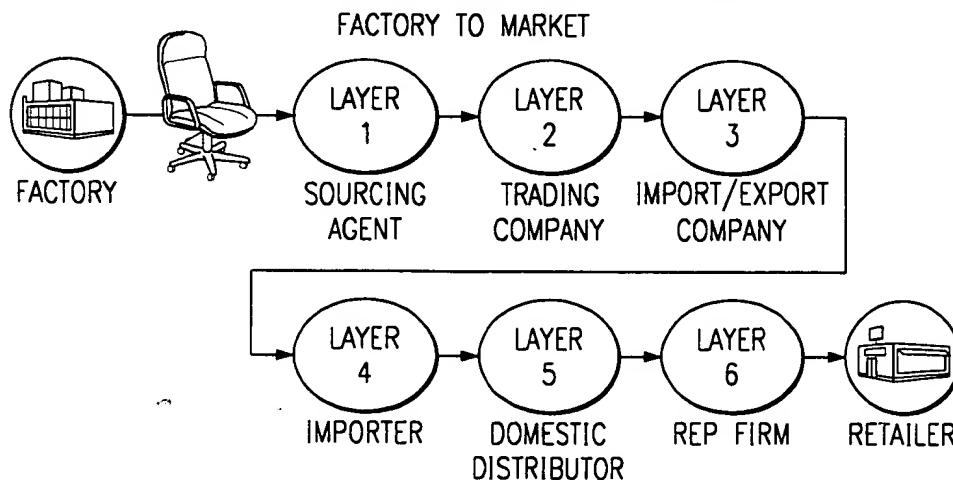 FACTORY TO MARKET
LAYER
1
LAYER
2
LAYER
3
FACTORY
SOURCING
AGENT
TRADING
COMPANY
IMPORT/EXPORT
COMPANY
LAYER
4
LAYER
5
LAYER
6
IMPORTER
DOMESTIC
DISTRIBUTOR
REP FIRM
RETAILER